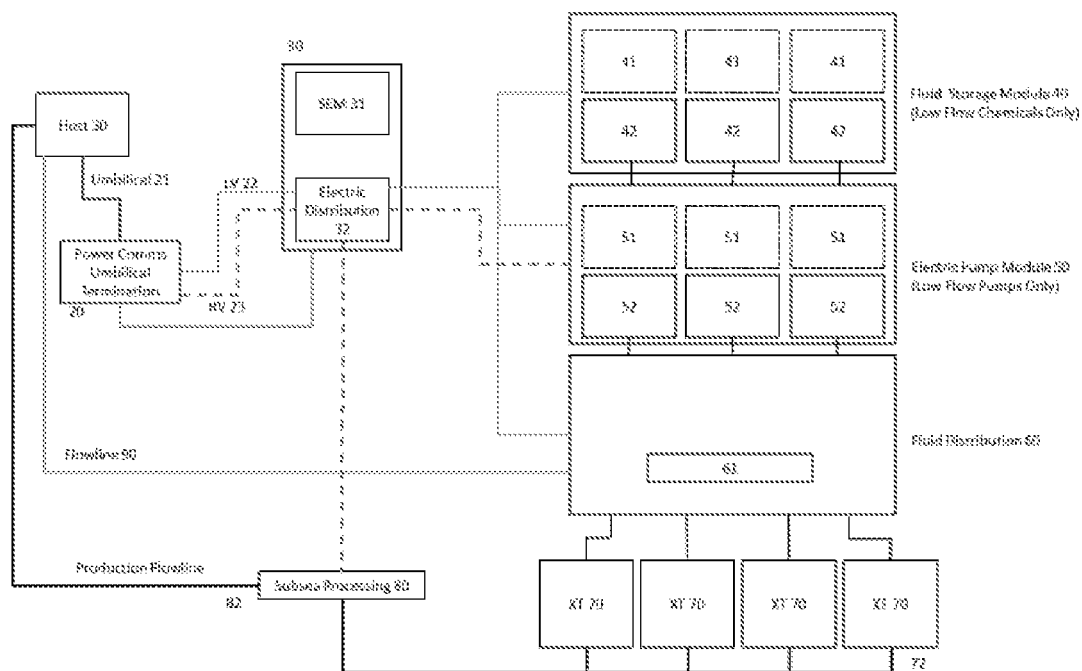 30
SEM 31
Host 30
Umbilical 21
LV 22
Electric
Distribution
32
Power Comms
Umbilical
Termination
20
HV 23
41
41
41
42
42
42
Fluid Storage Module 40
(Low Flow Chemicals Only)
51
51
51
52
52
52
Electric Pump Module 50
(Low Flow Pumps Only)
Fluid Distribution 60
61
Flowline 90
Production Flowline
82
Subsea Processing 80
XT 70
XT 70
XT 70
XT 70
72